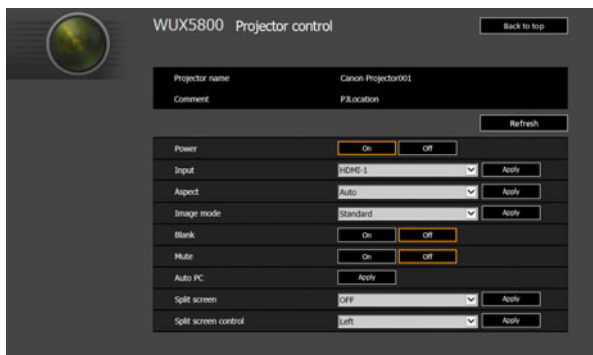 WUX5800 Projector control Back to top
Projector name Canon Projector001
Comment PJLocation
Refresh
Power On Off
Input HDMI-1 Apply
Aspect Auto Apply
Image mode Standard Apply
Blank On Off
Mute On Off
Auto PC Apply
Split screen OFF Apply
Split screen control Left Apply